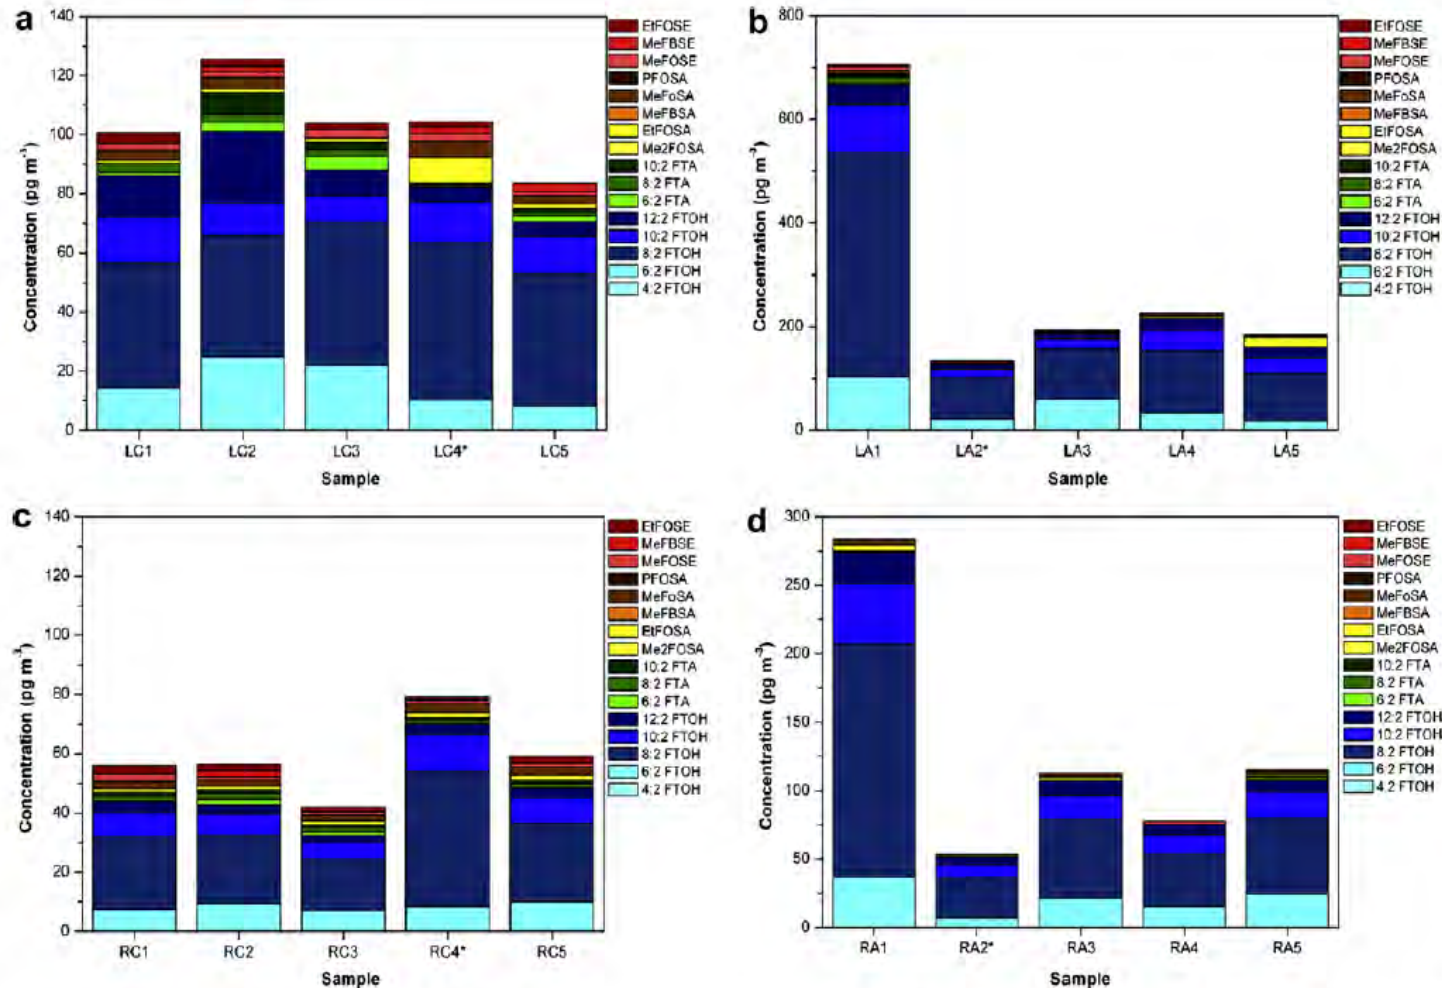 a
140
120
100
80
60
40
20
0
Concentration (pg m⁻³)
LC1 LC2 LC3 LC4* LC5
Sample
EtFOSE
MeFBSE
MeFOSE
PFOSA
MeFoSA
MeFBSA
EtFOSA
Me2FOSA
10:2 FTA
8:2 FTA
6:2 FTA
12:2 FTOH
10:2 FTOH
8:2 FTOH
6:2 FTOH
4:2 FTOH
b
800
600
400
200
0
Concentration (pg m⁻³)
LA1 LA2* LA3 LA4 LA5
Sample
EtFOSE
MeFBSE
MeFOSE
PFOSA
MeFoSA
MeFBSA
EtFOSA
Me2FOSA
10:2 FTA
8:2 FTA
6:2 FTA
12:2 FTOH
10:2 FTOH
8:2 FTOH
6:2 FTOH
4:2 FTOH
c
140
120
100
80
60
40
20
0
Concentration (pg m⁻³)
RC1 RC2 RC3 RC4* RC5
Sample
EtFOSE
MeFBSE
MeFOSE
PFOSA
MeFoSA
MeFBSA
EtFOSA
Me2FOSA
10:2 FTA
8:2 FTA
6:2 FTA
12:2 FTOH
10:2 FTOH
8:2 FTOH
6:2 FTOH
4:2 FTOH
d
300
250
200
150
100
50
0
Concentration (pg m⁻³)
RA1 RA2* RA3 RA4 RA5
Sample
EtFOSE
MeFBSE
MeFOSE
PFOSA
MeFoSA
MeFBSA
EtFOSA
Me2FOSA
10:2 FTA
8:2 FTA
6:2 FTA
12:2 FTOH
10:2 FTOH
8:2 FTOH
6:2 FTOH
4:2 FTOH